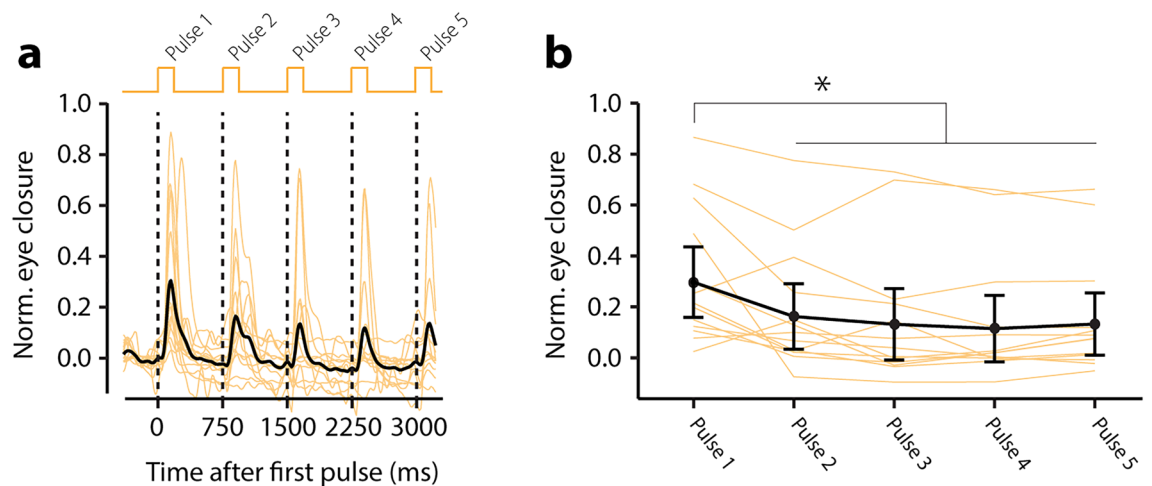 a
Pulse 1 Pulse 2 Pulse 3 Pulse 4 Pulse 5
1.0
0.8
0.6
0.4
0.2
0.0
Norm. eye closure
0 750 1500 2250 3000
Time after first pulse (ms)
b
*
1.0
0.8
0.6
0.4
0.2
0.0
Norm. eye closure
Pulse 1 Pulse 2 Pulse 3 Pulse 4 Pulse 5